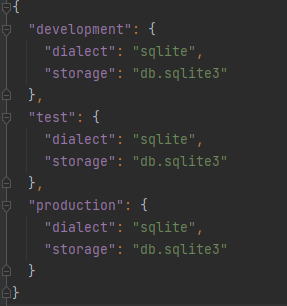 {
  "development": {
    "dialect": "sqlite",
    "storage": "db.sqlite3"
  },
  "test": {
    "dialect": "sqlite",
    "storage": "db.sqlite3"
  },
  "production": {
    "dialect": "sqlite",
    "storage": "db.sqlite3"
  }
}